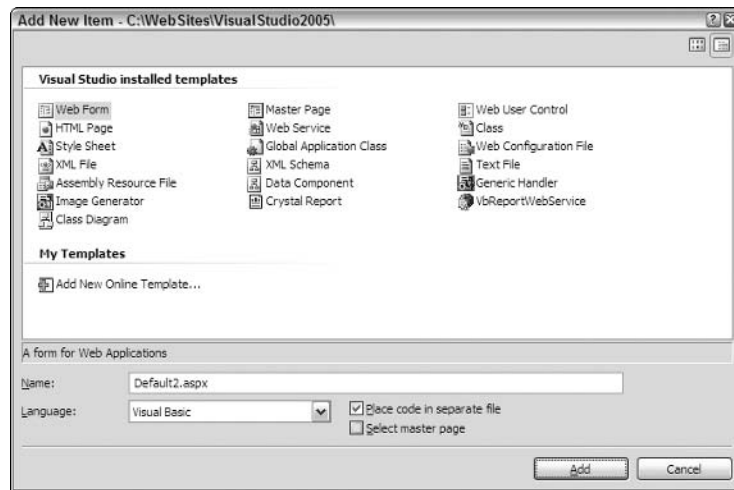 Add New Item - C:\WebSites\VisualStudio2005\
Visual Studio installed templates
Web Form
Master Page
Web User Control
HTML Page
Web Service
Class
Style Sheet
Global Application Class
Web Configuration File
XML File
XML Schema
Text File
Assembly Resource File
Data Component
Generic Handler
Image Generator
Crystal Report
VbReportWebService
Class Diagram
My Templates
Add New Online Template...
A form for Web Applications
Name: Default2.aspx
Language: Visual Basic
Place code in separate file
Select master page
Add Cancel